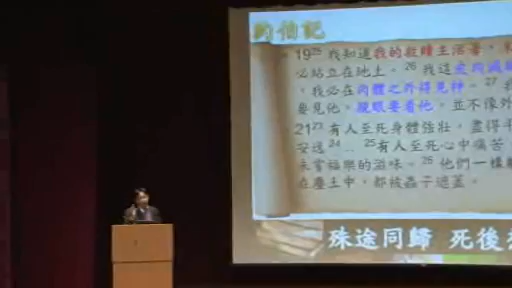 約伯記
19²⁵ 我知道我的救贖主活著，末
必站立在地土。²⁶ 我這皮肉滅絕
，我必在肉體之外得見神。²⁷ 我
要見他，親眼要看他，並不像外
21²³ 有人至死身體強壯，盡得平
安逸²⁴…²⁵ 有人至死心中痛苦
未嘗福樂的滋味。²⁶ 他們一樣躺
在塵土中，都被蟲子遮蓋。
殊途同歸 死後